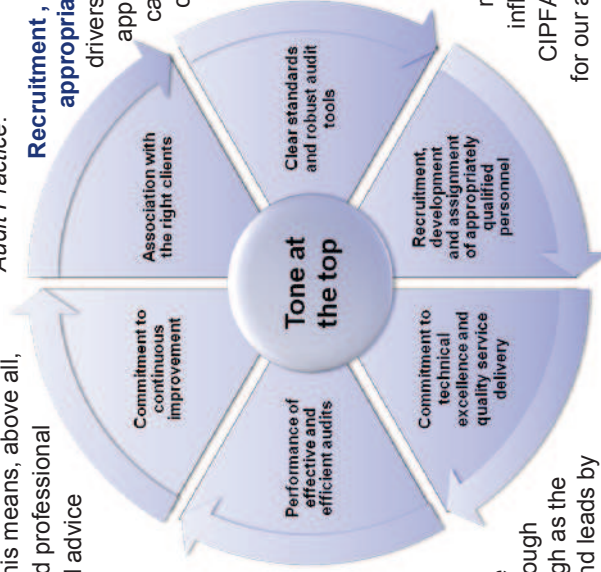 his means, above all,
d professional
l advice
Audit Practice.
Recruitment ,
appropria
drivers
app
ca
Association with
the right clients
Clear standards
and robust audit
tools
Recruitment,
development
and assignment
of appropriately
qualified
personnel
Commitment to
technical
excellence and
quality service
delivery
Performance of
effective and
efficient audits
Commitment to
continuous
improvement
Tone at
the top
ough
gh as the
nd leads by
infl
CIPFA
for our a